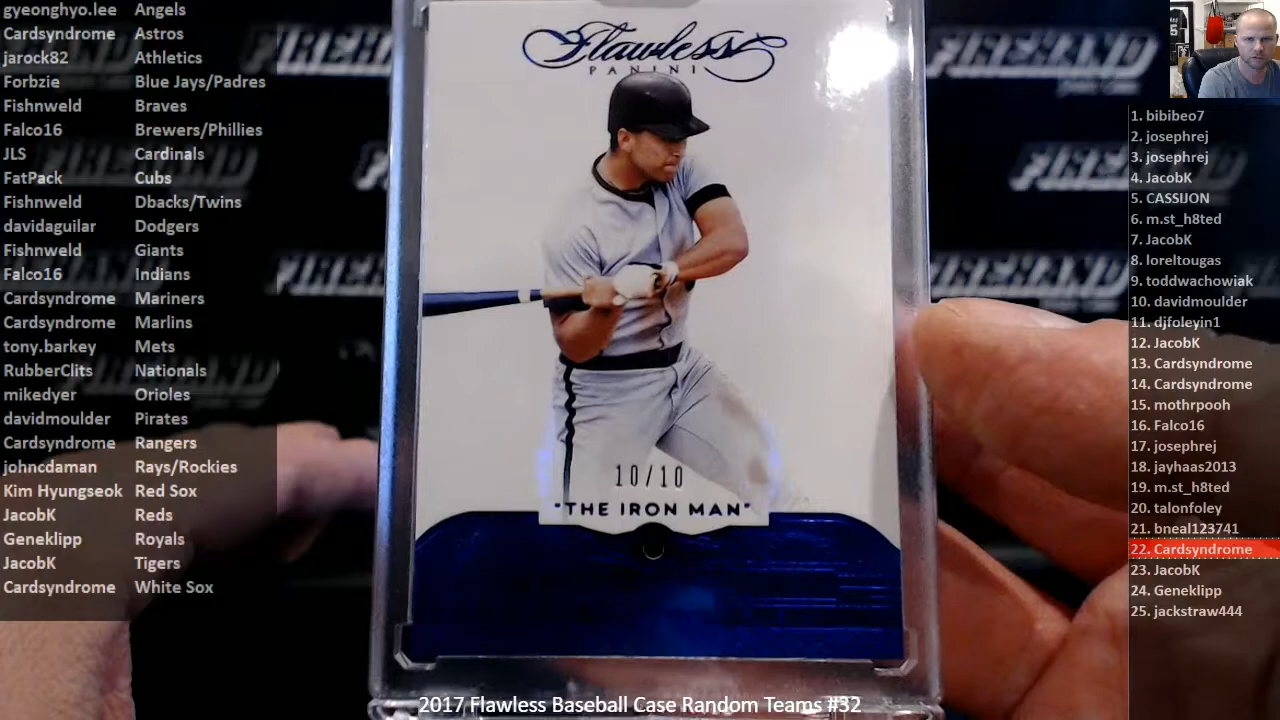 gyeonghyo.lee Angels
Cardsyndrome Astros
jarock82 Athletics
Forbzie Blue Jays/Padres
Fishnweld Braves
Falco16 Brewers/Phillies
JLS Cardinals
FatPack Cubs
Fishnweld Dbacks/Twins
davidaguilar Dodgers
Fishnweld Giants
Falco16 Indians
Cardsyndrome Mariners
Cardsyndrome Marlins
tony.barkey Mets
RubberClits Nationals
mikedyer Orioles
davidmoulder Pirates
Cardsyndrome Rangers
johncdaman Rays/Rockies
Kim Hyungseok Red Sox
JacobK Reds
Geneklipp Royals
JacobK Tigers
Cardsyndrome White Sox
Flawless
PANINI
10/10
"THE IRON MAN"
FIREHAND
FIREHAND
FIREHAND
FIREHAND
FIREHAND
1. bibibeo7
2. josephrej
3. josephrej
4. JacobK
5. CASSIJON
6. m.st_h8ted
7. JacobK
8. loreltougas
9. toddwachowiak
10. davidmoulder
11. djfoleyin1
12. JacobK
13. Cardsyndrome
14. Cardsyndrome
15. mothrpooh
16. Falco16
17. josephrej
18. jayhaas2013
19. m.st_h8ted
20. talonfoley
21. bneal123741
22. Cardsyndrome
23. JacobK
24. Geneklipp
25. jackstraw444
2017 Flawless Baseball Case Random Teams #32